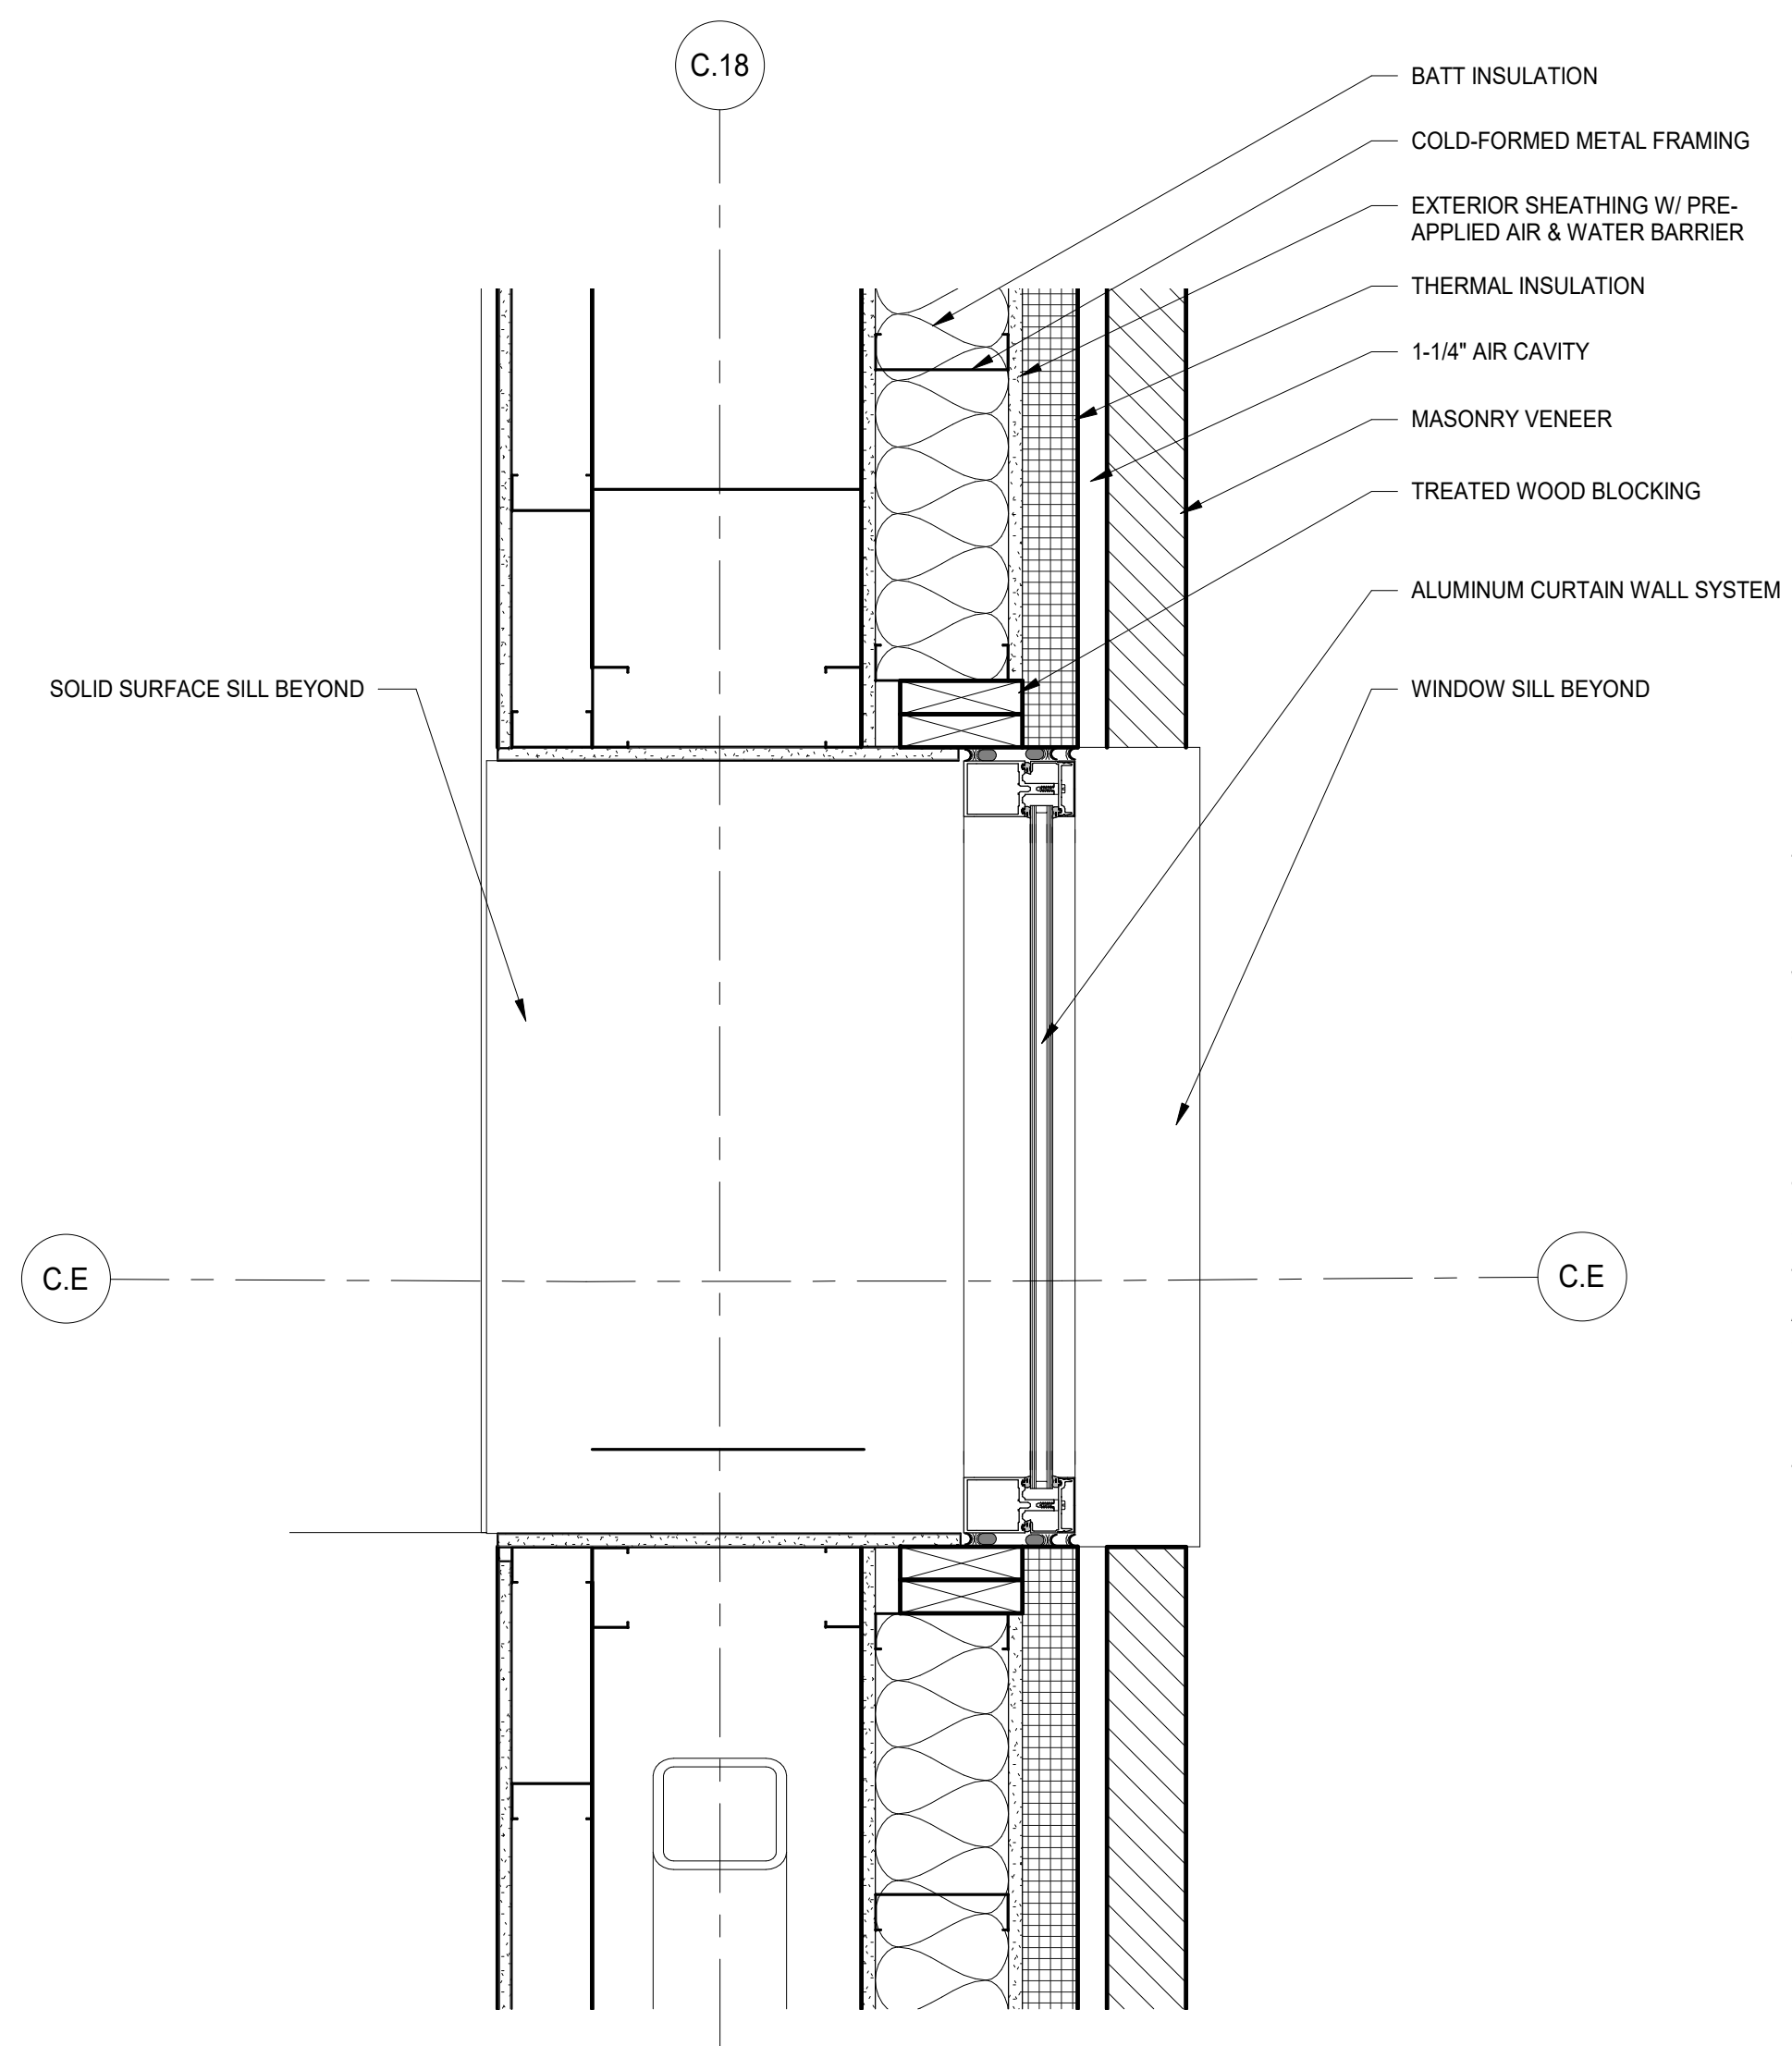 C.18
BATT INSULATION
COLD-FORMED METAL FRAMING
EXTERIOR SHEATHING W/ PRE-
APPLIED AIR & WATER BARRIER
THERMAL INSULATION
1-1/4" AIR CAVITY
MASONRY VENEER
TREATED WOOD BLOCKING
ALUMINUM CURTAIN WALL SYSTEM
SOLID SURFACE SILL BEYOND
WINDOW SILL BEYOND
C.E
C.E